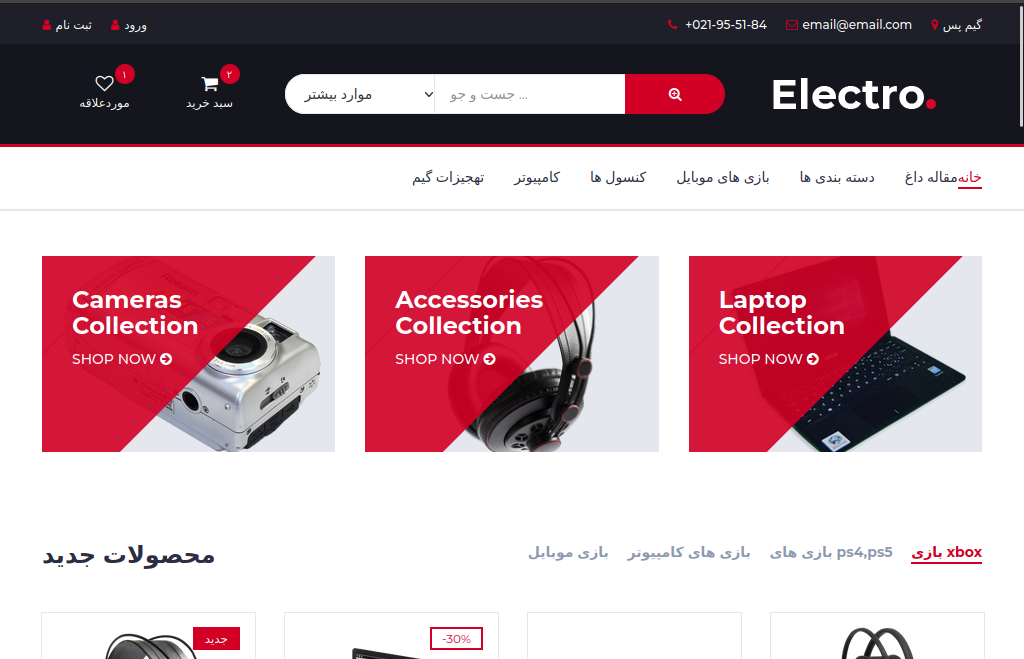 گیم پس
email@email.com
+021-95-51-84
ورود
ثبت نام
Electro.
جست و جو ...
موارد بیشتر
۲
سبد خرید
۱
موردعلاقه
خانه
مقاله داغ
دسته بندی ها
بازی های موبایل
کنسول ها
کامپیوتر
تهجیزات گیم
Cameras
Collection
SHOP NOW
Accessories
Collection
SHOP NOW
Laptop
Collection
SHOP NOW
محصولات جدید
xbox بازی
ps4,ps5 بازی های
بازی های کامپیوتر
بازی موبایل
-30%
جدید